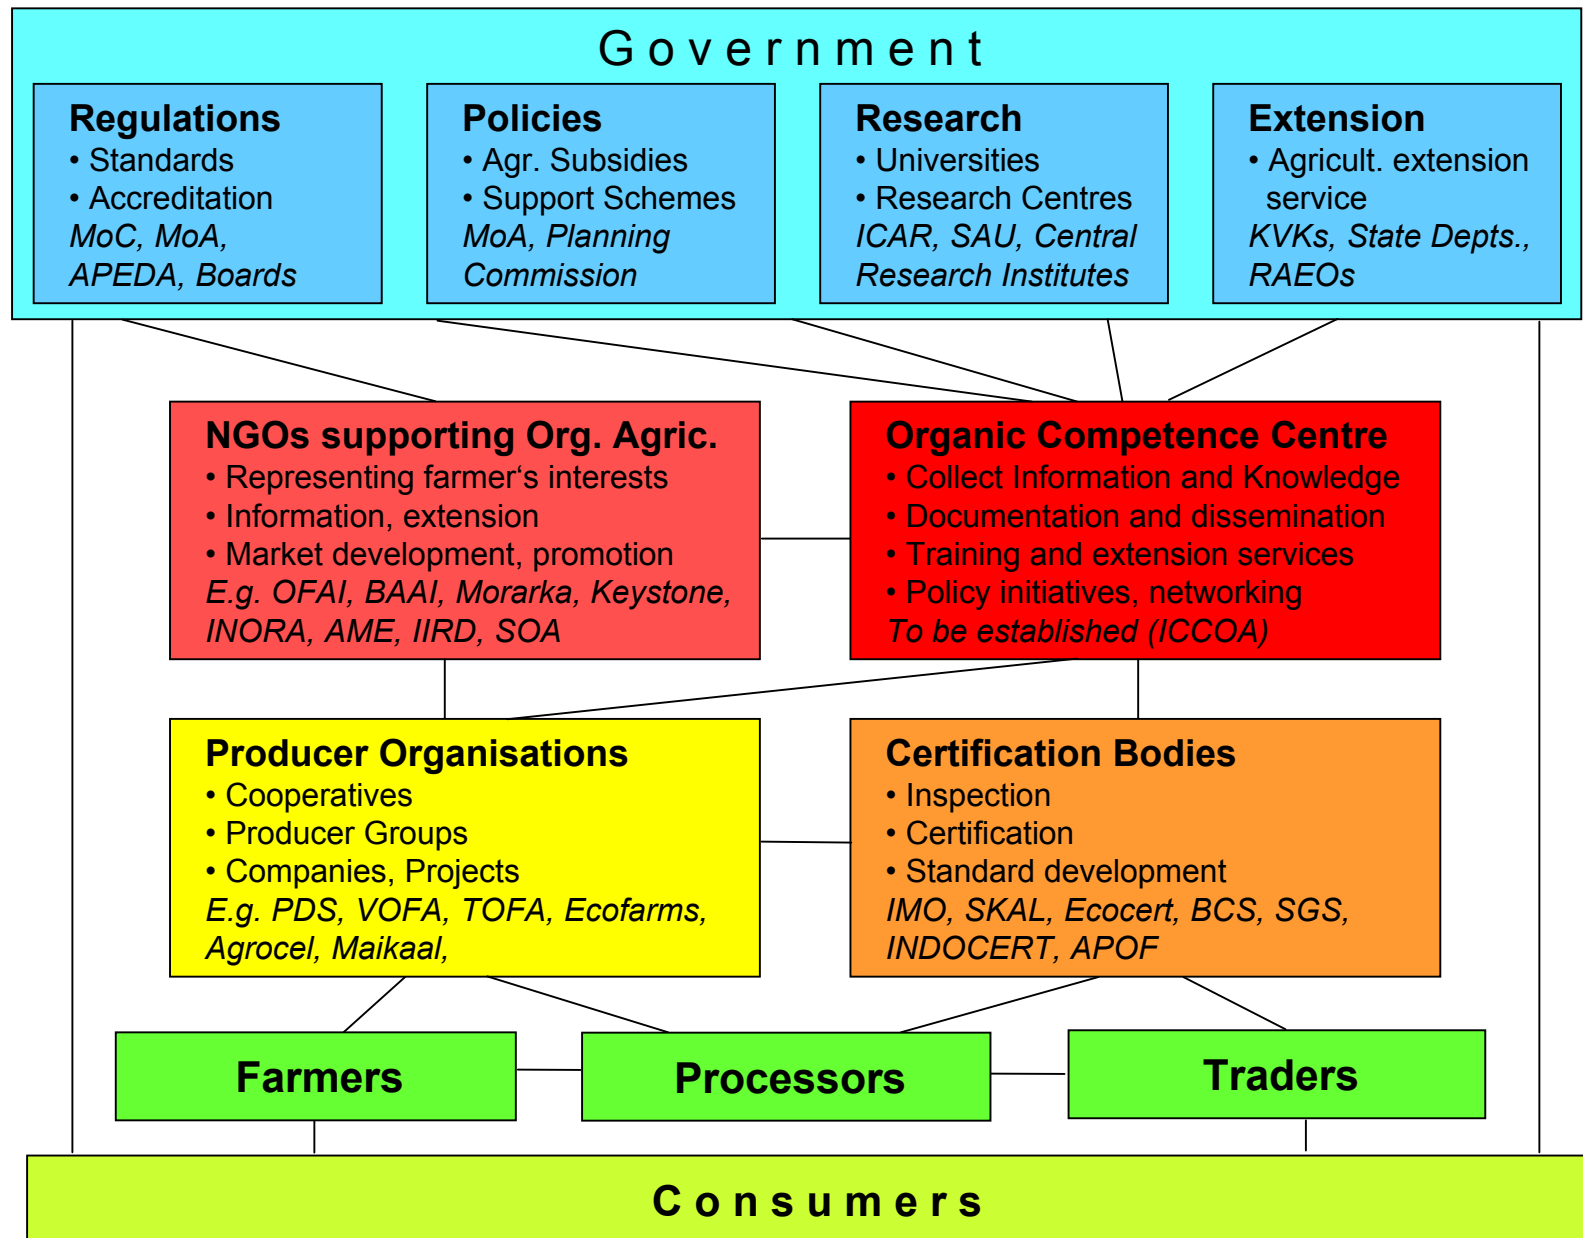 Government
Regulations
• Standards
• Accreditation
MoC, MoA,
APEDA, Boards
Policies
• Agr. Subsidies
• Support Schemes
MoA, Planning
Commission
Research
• Universities
• Research Centres
ICAR, SAU, Central
Research Institutes
Extension
• Agricult. extension
service
KVKs, State Depts.,
RAEOs
NGOs supporting Org. Agric.
• Representing farmer‘s interests
• Information, extension
• Market development, promotion
E.g. OFAI, BAAI, Morarka, Keystone,
INORA, AME, IIRD, SOA
Organic Competence Centre
• Collect Information and Knowledge
• Documentation and dissemination
• Training and extension services
• Policy initiatives, networking
To be established (ICCOA)
Producer Organisations
• Cooperatives
• Producer Groups
• Companies, Projects
E.g. PDS, VOFA, TOFA, Ecofarms,
Agrocel, Maikaal,
Certification Bodies
• Inspection
• Certification
• Standard development
IMO, SKAL, Ecocert, BCS, SGS,
INDOCERT, APOF
Farmers
Processors
Traders
Consumers